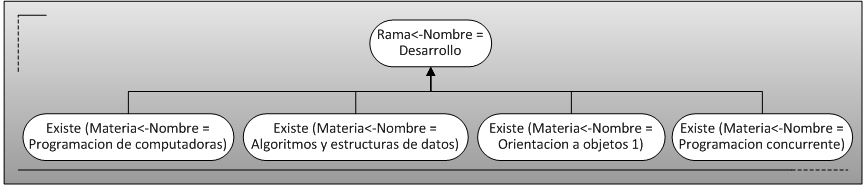 Rama<-Nombre =
Desarrollo
Existe (Materia<-Nombre =
Programacion de computadoras)
Existe (Materia<-Nombre =
Algoritmos y estructuras de datos)
Existe (Materia<-Nombre =
Orientacion a objetos 1)
Existe (Materia<-Nombre =
Programacion concurrente)